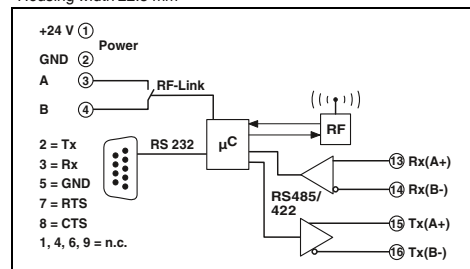 Housing width 22.5 mm
+24 V 1
Power
GND 2
A 3
RF-Link
B 4
2 = Tx
3 = Rx
5 = GND
7 = RTS
8 = CTS
1, 4, 6, 9 = n.c.
RS 232
µC
RF
13 Rx(A+)
14 Rx(B-)
RS485/
422
15 Tx(A+)
16 Tx(B-)